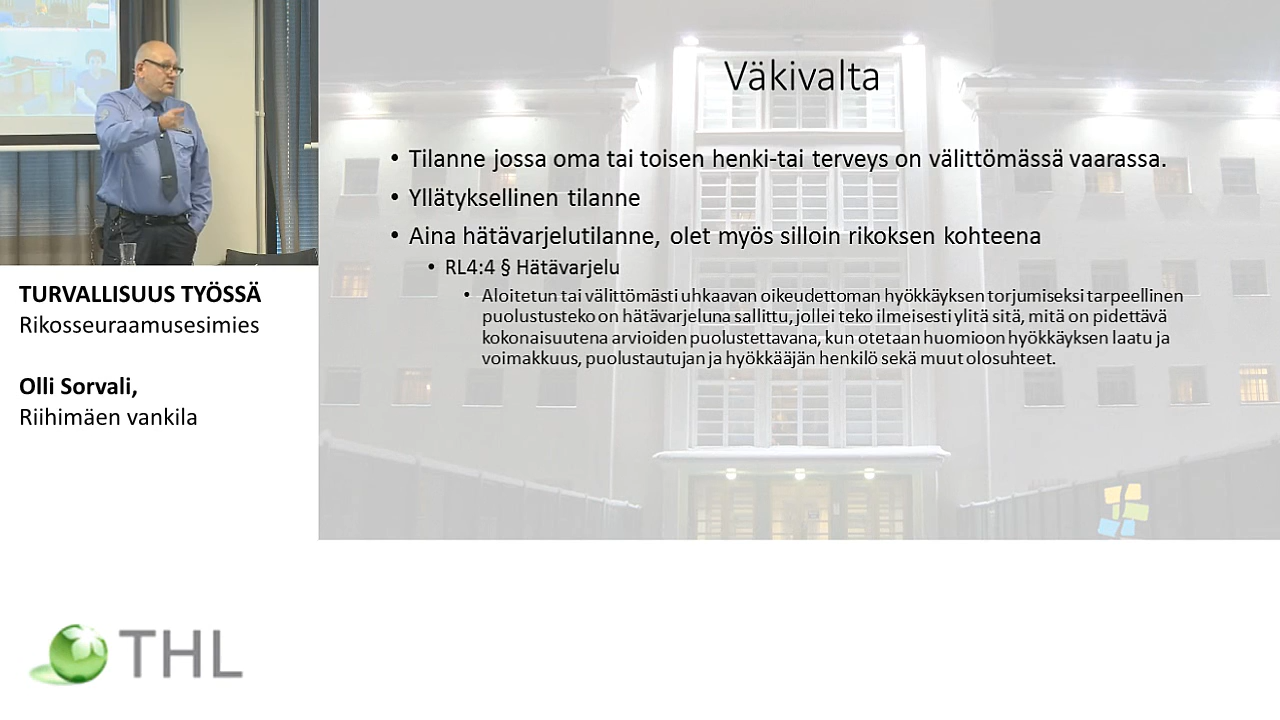 Väkivalta
• Tilanne jossa oma tai toisen henki-tai terveys on välittömässä vaarassa.
• Yllätyksellinen tilanne
• Aina hätävarjelutilanne, olet myös silloin rikoksen kohteena
• RL4:4 § Hätävarjelu
• Aloitetun tai välittömästi uhkaavan oikeudettoman hyökkäyksen torjumiseksi tarpeellinen
puolustusteko on hätävarjeluna sallittu, jollei teko ilmeisesti ylitä sitä, mitä on pidettävä
kokonaisuutena arvioiden puolustettavana, kun otetaan huomioon hyökkäyksen laatu ja
voimakkuus, puolustautujan ja hyökkääjän henkilö sekä muut olosuhteet.
TURVALLISUUS TYÖSSÄ
Rikosseuraamusesimies
Olli Sorvali,
Riihimäen vankila
THL